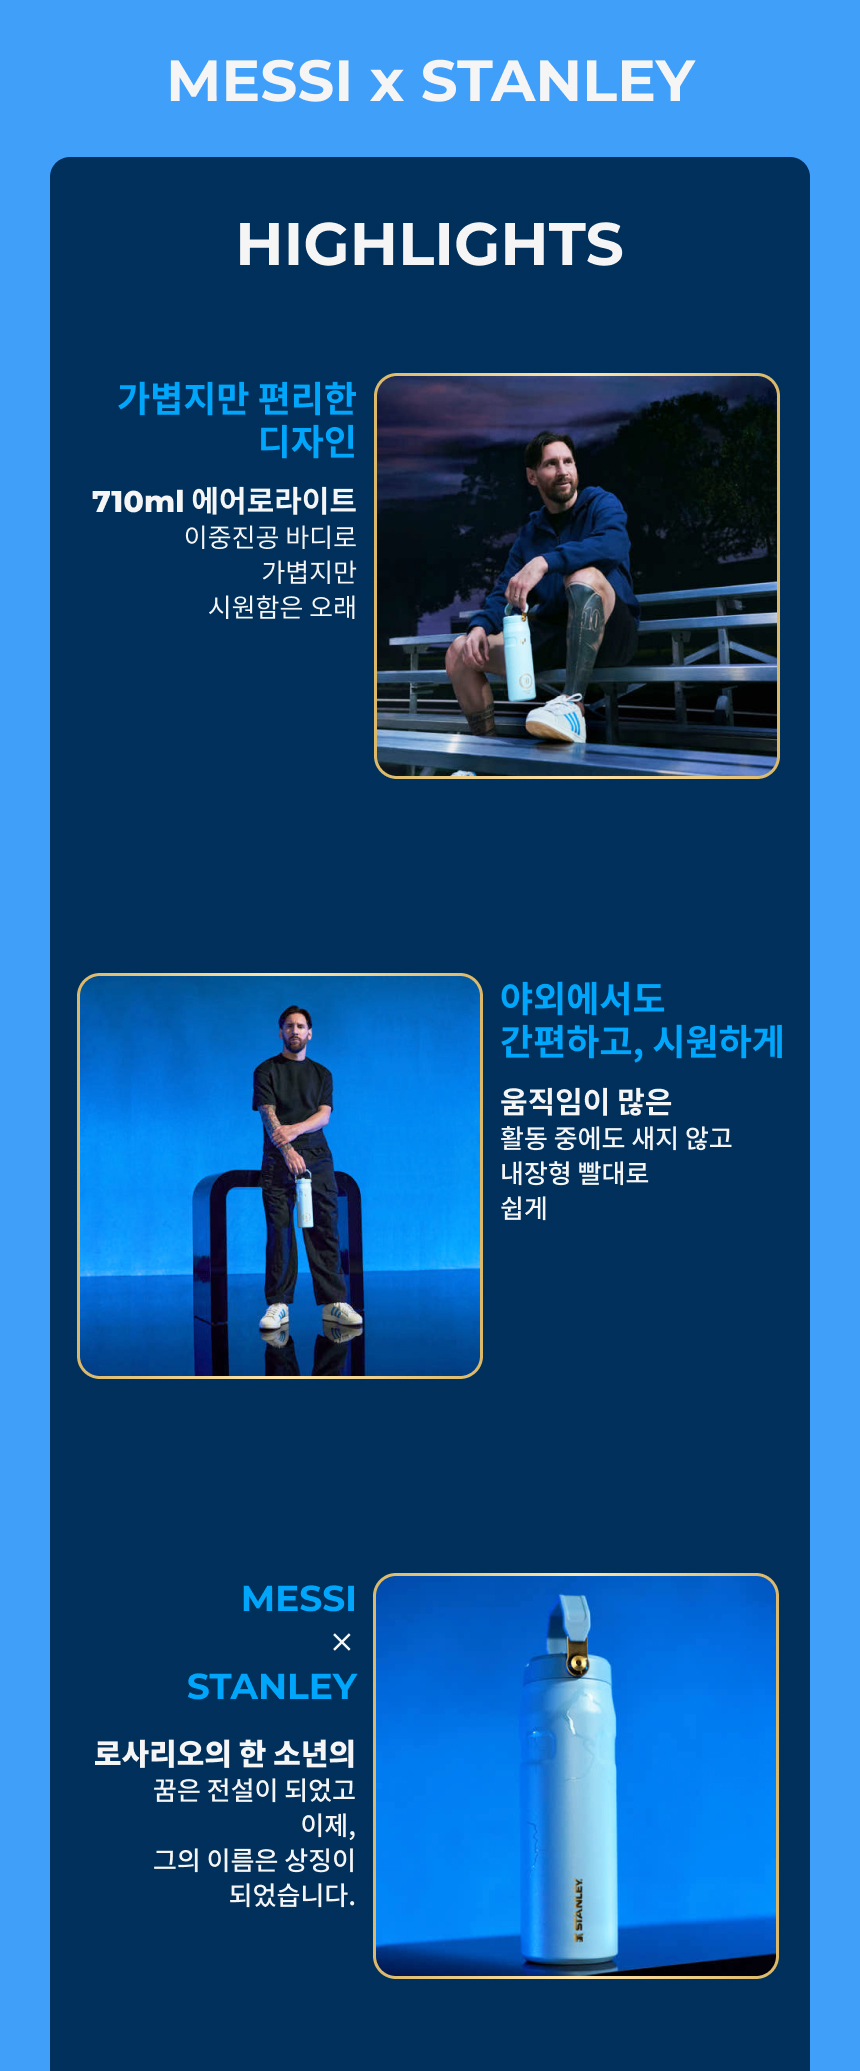 MESSI x STANLEY
HIGHLIGHTS
가볍지만 편리한
디자인
710ml 에어로라이트
이중진공 바디로
가볍지만
시원함은 오래
야외에서도
간편하고, 시원하게
움직임이 많은
활동 중에도 새지 않고
내장형 빨대로
쉽게
MESSI
×
STANLEY
로사리오의 한 소년의
꿈은 전설이 되었고
이제,
그의 이름은 상징이
되었습니다.
10
STANLEY